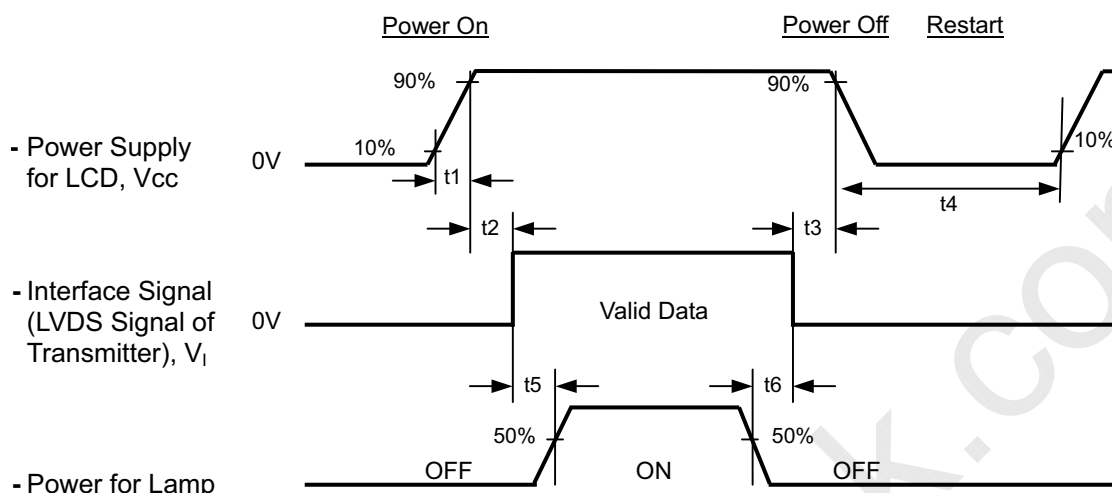 Power On
Power Off Restart
90%
90%
- Power Supply
for LCD, Vcc
0V
10%
10%
t1
t4
t2
t3
- Interface Signal
(LVDS Signal of
Transmitter), VI
0V
Valid Data
t5
t6
50%
50%
- Power for Lamp
OFF
ON
OFF